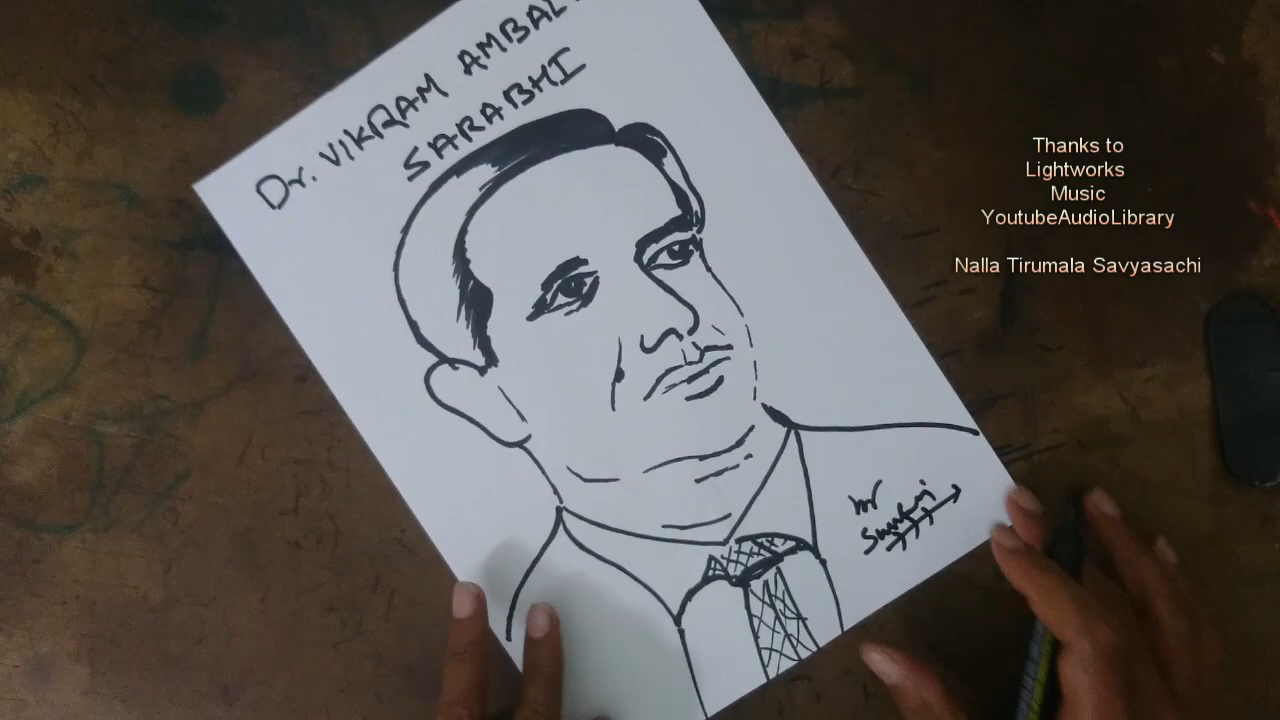 Dr. VIKRAM AMBAL
SARABHI
Thanks to
Lightworks
Music
YoutubeAudioLibrary
Nalla Tirumala Savyasachi